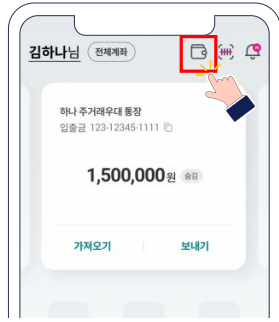 김하나님 전체계좌
하나 주거래우대 통장
입출금 123-12345-1111
1,500,000원 숨김
가져오기 보내기